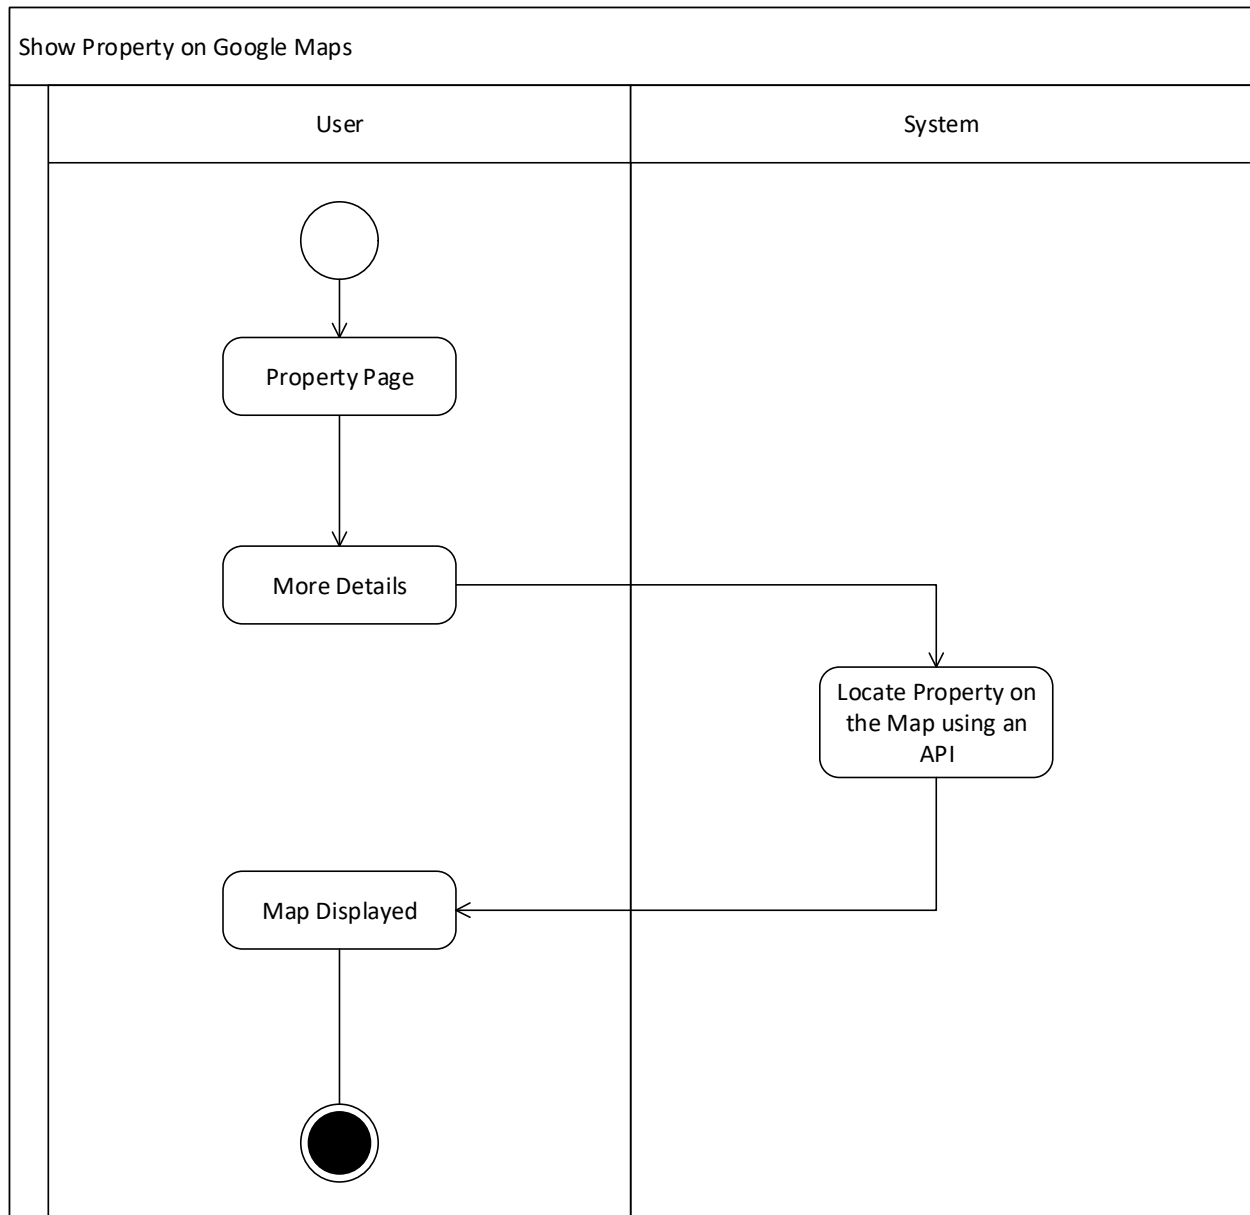 Show Property on Google Maps
User
System
Property Page
More Details
Locate Property on
the Map using an
API
Map Displayed